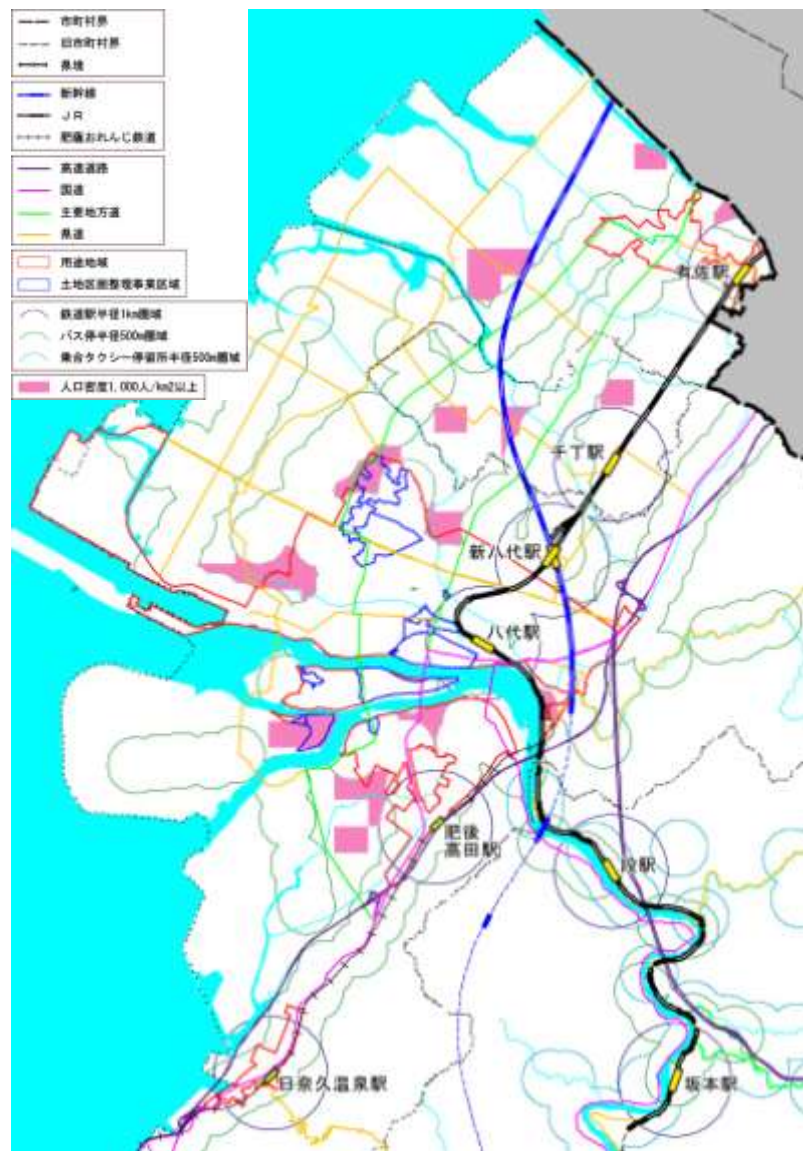 市町村界
旧市町村界
県境
新幹線
JR
肥薩おれんじ鉄道
高速道路
国道
主要地方道
県道
用途地域
土地区画整理事業区域
鉄道駅半径1km圏域
バス停半径500m圏域
乗合タクシー停留所半径500m圏域
人口密度1,000人/km2以上
有佐駅
千丁駅
新八代駅
八代駅
肥後
高田駅
段駅
日奈久温泉駅
坂本駅